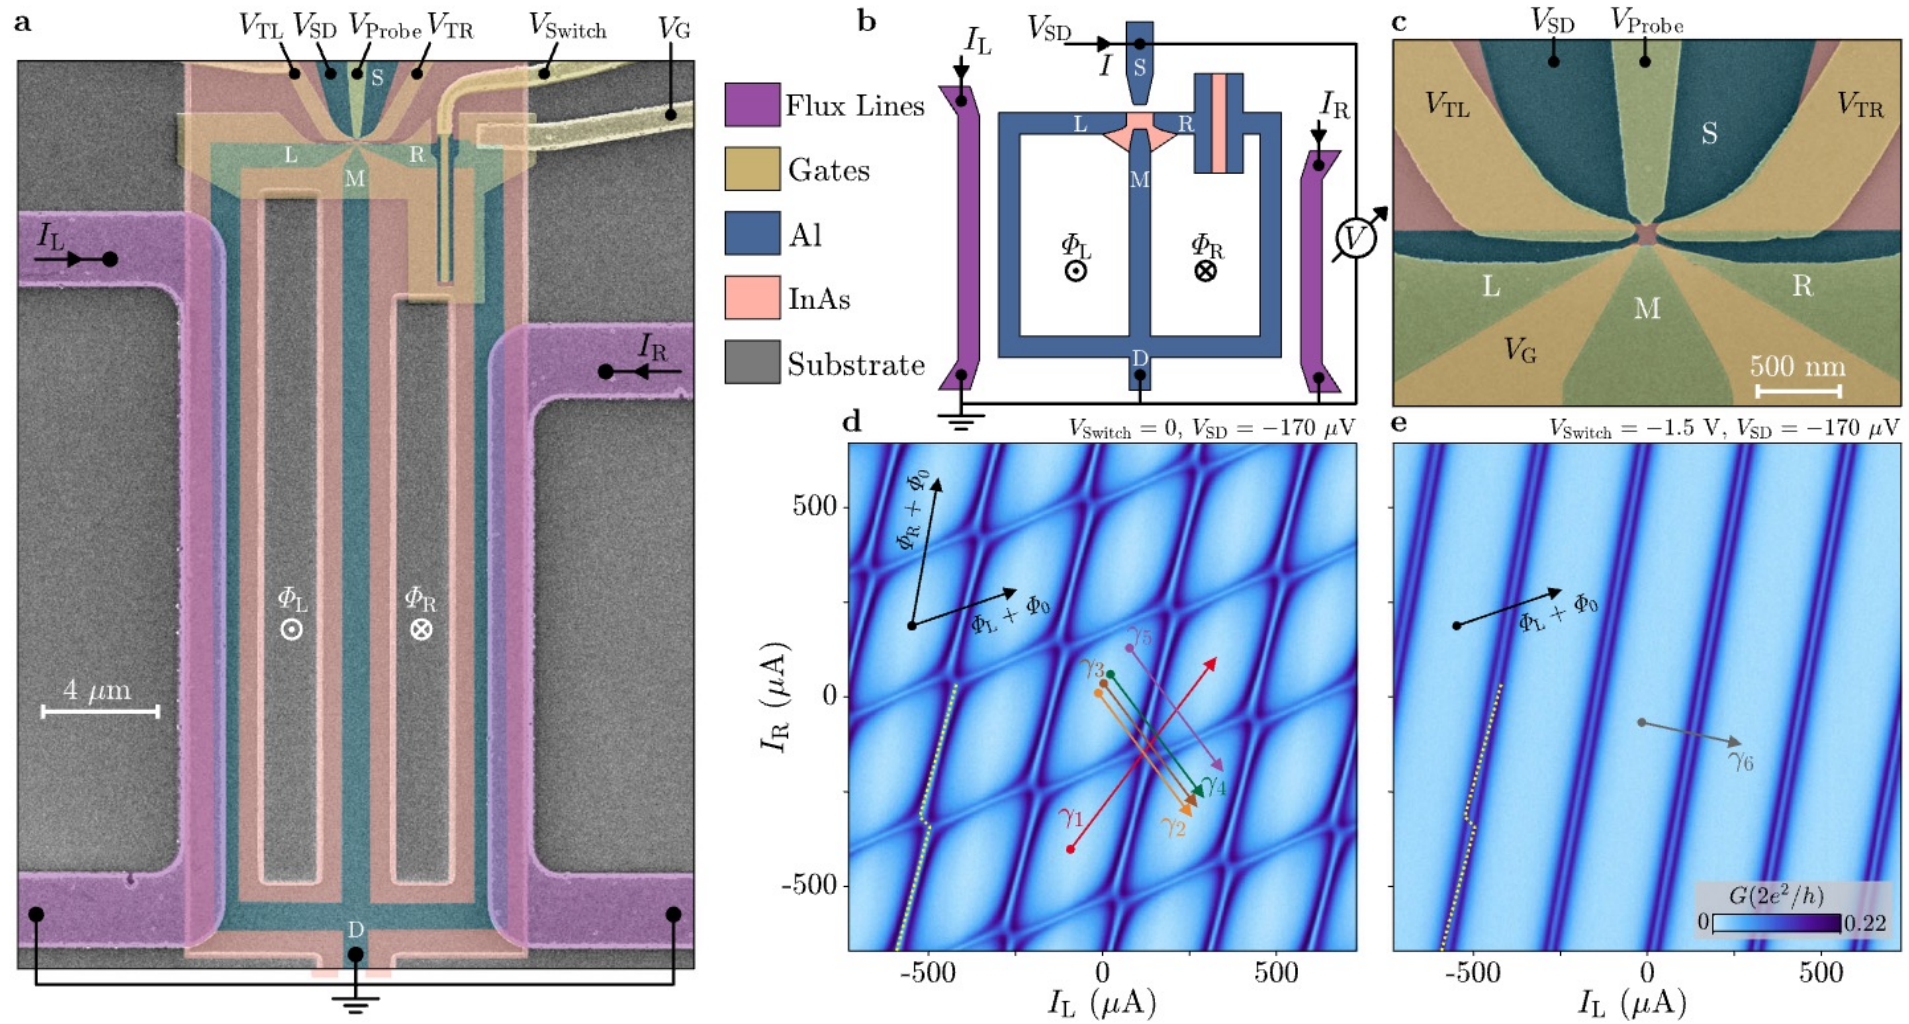 a
V_TL V_SD V_Probe V_TR V_Switch V_G
S
L R
M
I_L
Φ_L Φ_R
I_R
4 μm
D
Flux Lines
Gates
Al
InAs
Substrate
b
V_SD
I_L I S
I_R
L R
M
Φ_L Φ_R
V
D
c
V_SD V_Probe
V_TL V_TR
S
L R
M
V_G
500 nm
d
V_Switch = 0, V_SD = −170 μV
Φ_R + Φ_0
Φ_L + Φ_0
γ_5
γ_3
γ_4
γ_1 γ_2
500
0
-500
I_R (μA)
-500 0 500
I_L (μA)
e
V_Switch = −1.5 V, V_SD = −170 μV
Φ_L + Φ_0
γ_6
G(2e²/h)
0 0.22
-500 0 500
I_L (μA)